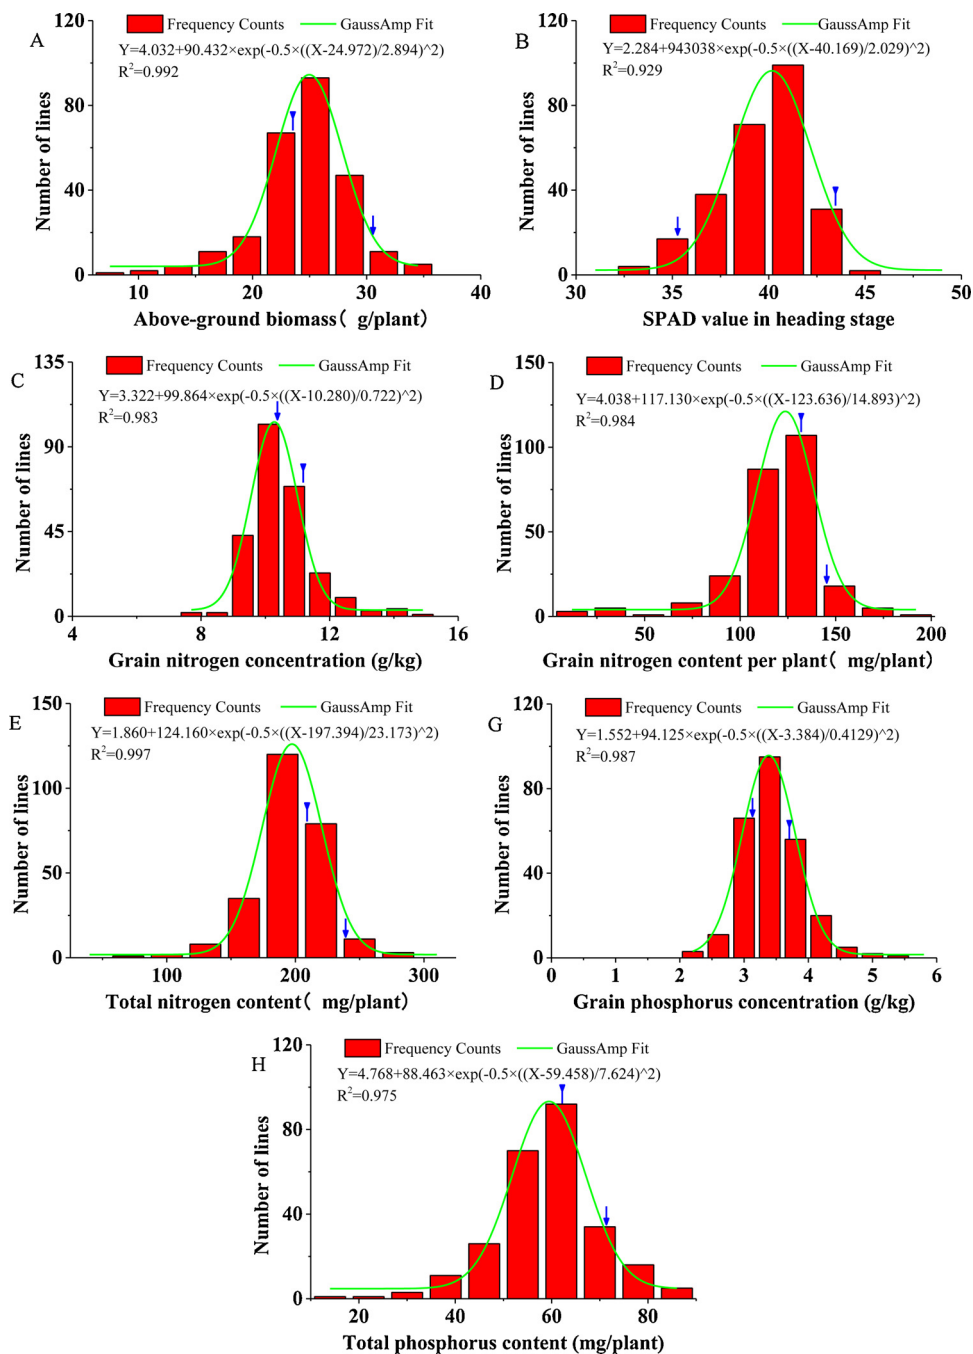 A
Frequency Counts GaussAmp Fit
Y=4.032+90.432×exp(-0.5×((X-24.972)/2.894)^2)
R²=0.992
Number of lines
120
80
40
0
10 20 30 40
Above-ground biomass( g/plant)
B
Frequency Counts GaussAmp Fit
Y=2.284+943038×exp(-0.5×((X-40.169)/2.029)^2)
R²=0.929
Number of lines
120
80
40
0
30 35 40 45 50
SPAD value in heading stage
C
Frequency Counts GaussAmp Fit
Y=3.322+99.864×exp(-0.5×((X-10.280)/0.722)^2)
R²=0.983
Number of lines
135
90
45
0
4 8 12 16
Grain nitrogen concentration (g/kg)
D
Frequency Counts GaussAmp Fit
Y=4.038+117.130×exp(-0.5×((X-123.636)/14.893)^2)
R²=0.984
Number of lines
150
100
50
0
50 100 150 200
Grain nitrogen content per plant( mg/plant)
E
Frequency Counts GaussAmp Fit
Y=1.860+124.160×exp(-0.5×((X-197.394)/23.173)^2)
R²=0.997
Number of lines
150
100
50
0
100 200 300
Total nitrogen content( mg/plant)
G
Frequency Counts GaussAmp Fit
Y=1.552+94.125×exp(-0.5×((X-3.384)/0.4129)^2)
R²=0.987
Number of lines
120
80
40
0
0 1 2 3 4 5 6
Grain phosphorus concentration (g/kg)
H
Frequency Counts GaussAmp Fit
Y=4.768+88.463×exp(-0.5×((X-59.458)/7.624)^2)
R²=0.975
Number of lines
120
80
40
0
20 40 60 80
Total phosphorus content (mg/plant)